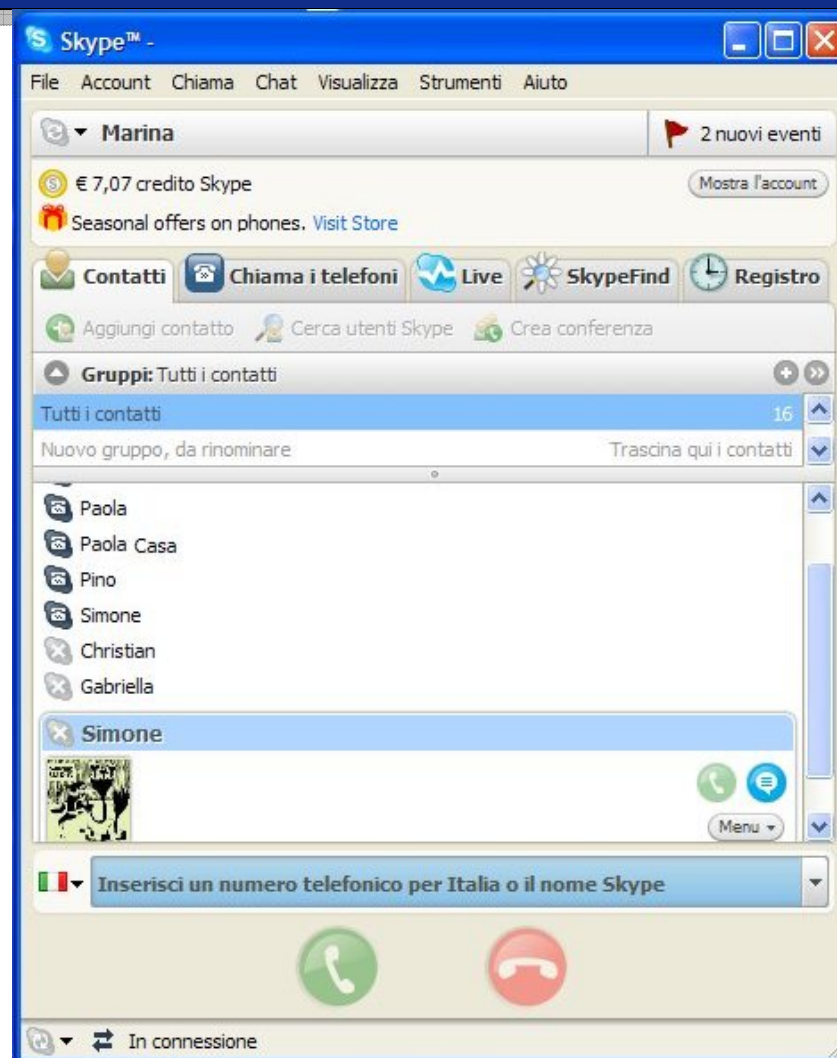 Skype™ -
File Account Chiama Chat Visualizza Strumenti Aiuto
Marina 2 nuovi eventi
€ 7,07 credito Skype Mostra l'account
Seasonal offers on phones. Visit Store
Contatti Chiama i telefoni Live SkypeFind Registro
Aggiungi contatto Cerca utenti Skype Crea conferenza
Gruppi: Tutti i contatti
Tutti i contatti 16
Nuovo gruppo, da rinominare Trascina qui i contatti
Paola
Paola Casa
Pino
Simone
Christian
Gabriella
Simone
Menu
Inserisci un numero telefonico per Italia o il nome Skype
In connessione